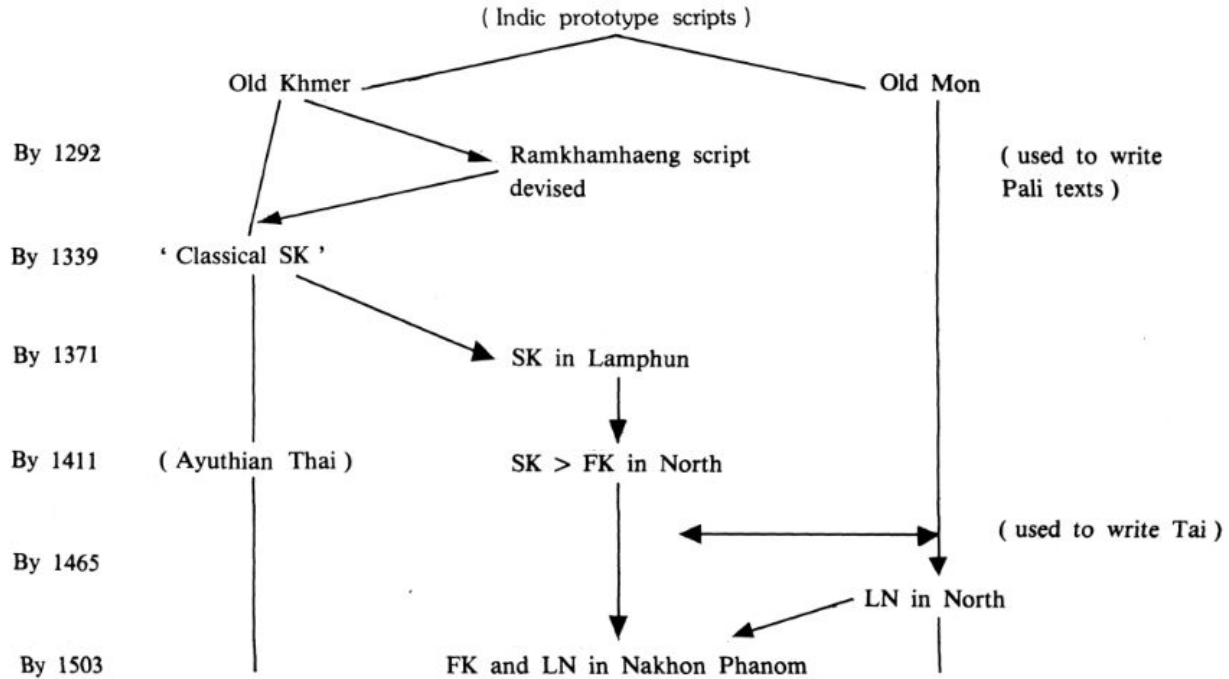 ( Indic prototype scripts )
Old Khmer
Old Mon
By 1292
Ramkhamhaeng script
devised
( used to write
Pali texts )
By 1339
‘ Classical SK ’
By 1371
SK in Lamphun
By 1411
( Ayuthian Thai )
SK > FK in North
( used to write Tai )
By 1465
LN in North
By 1503
FK and LN in Nakhon Phanom